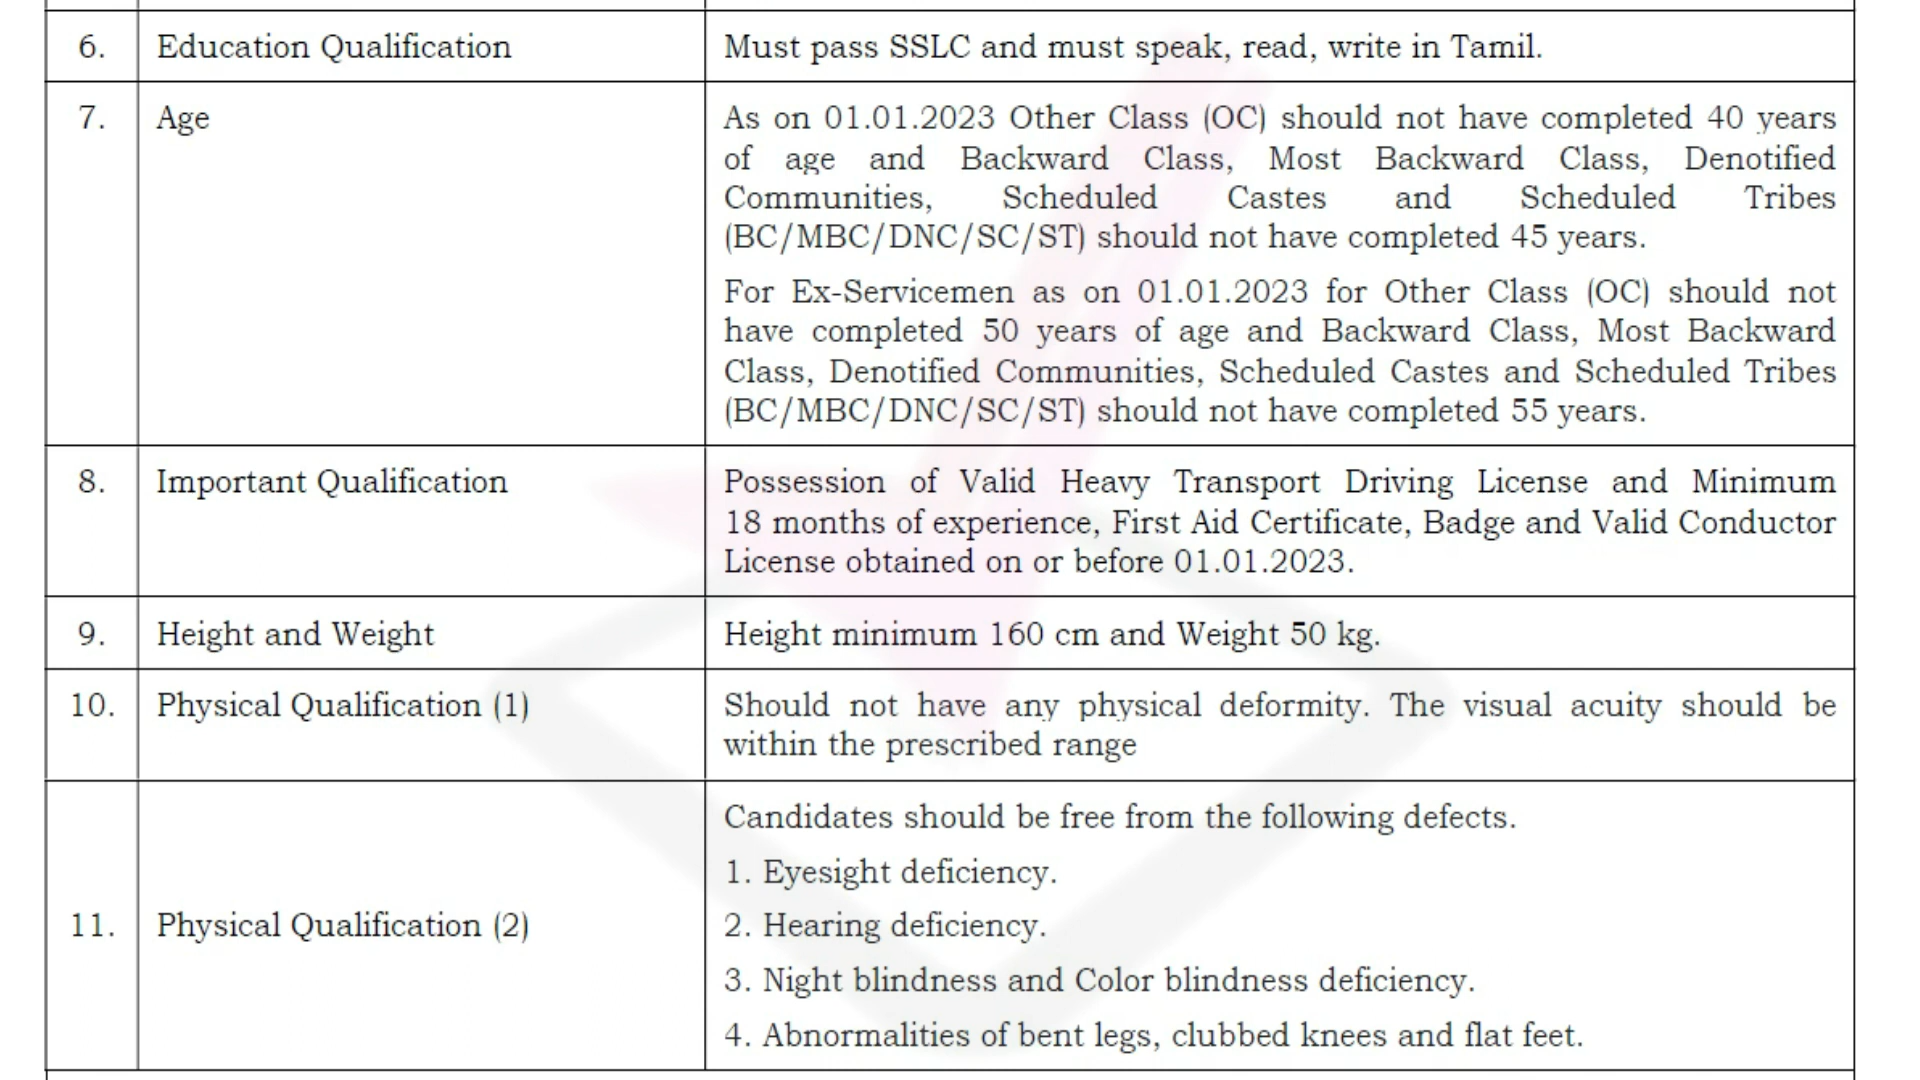 6. Education Qualification Must pass SSLC and must speak, read, write in Tamil.
7. Age As on 01.01.2023 Other Class (OC) should not have completed 40 years
of age and Backward Class, Most Backward Class, Denotified
Communities, Scheduled Castes and Scheduled Tribes
(BC/MBC/DNC/SC/ST) should not have completed 45 years.
For Ex-Servicemen as on 01.01.2023 for Other Class (OC) should not
have completed 50 years of age and Backward Class, Most Backward
Class, Denotified Communities, Scheduled Castes and Scheduled Tribes
(BC/MBC/DNC/SC/ST) should not have completed 55 years.
8. Important Qualification Possession of Valid Heavy Transport Driving License and Minimum
18 months of experience, First Aid Certificate, Badge and Valid Conductor
License obtained on or before 01.01.2023.
9. Height and Weight Height minimum 160 cm and Weight 50 kg.
10. Physical Qualification (1) Should not have any physical deformity. The visual acuity should be
within the prescribed range
11. Physical Qualification (2) Candidates should be free from the following defects.
1. Eyesight deficiency.
2. Hearing deficiency.
3. Night blindness and Color blindness deficiency.
4. Abnormalities of bent legs, clubbed knees and flat feet.